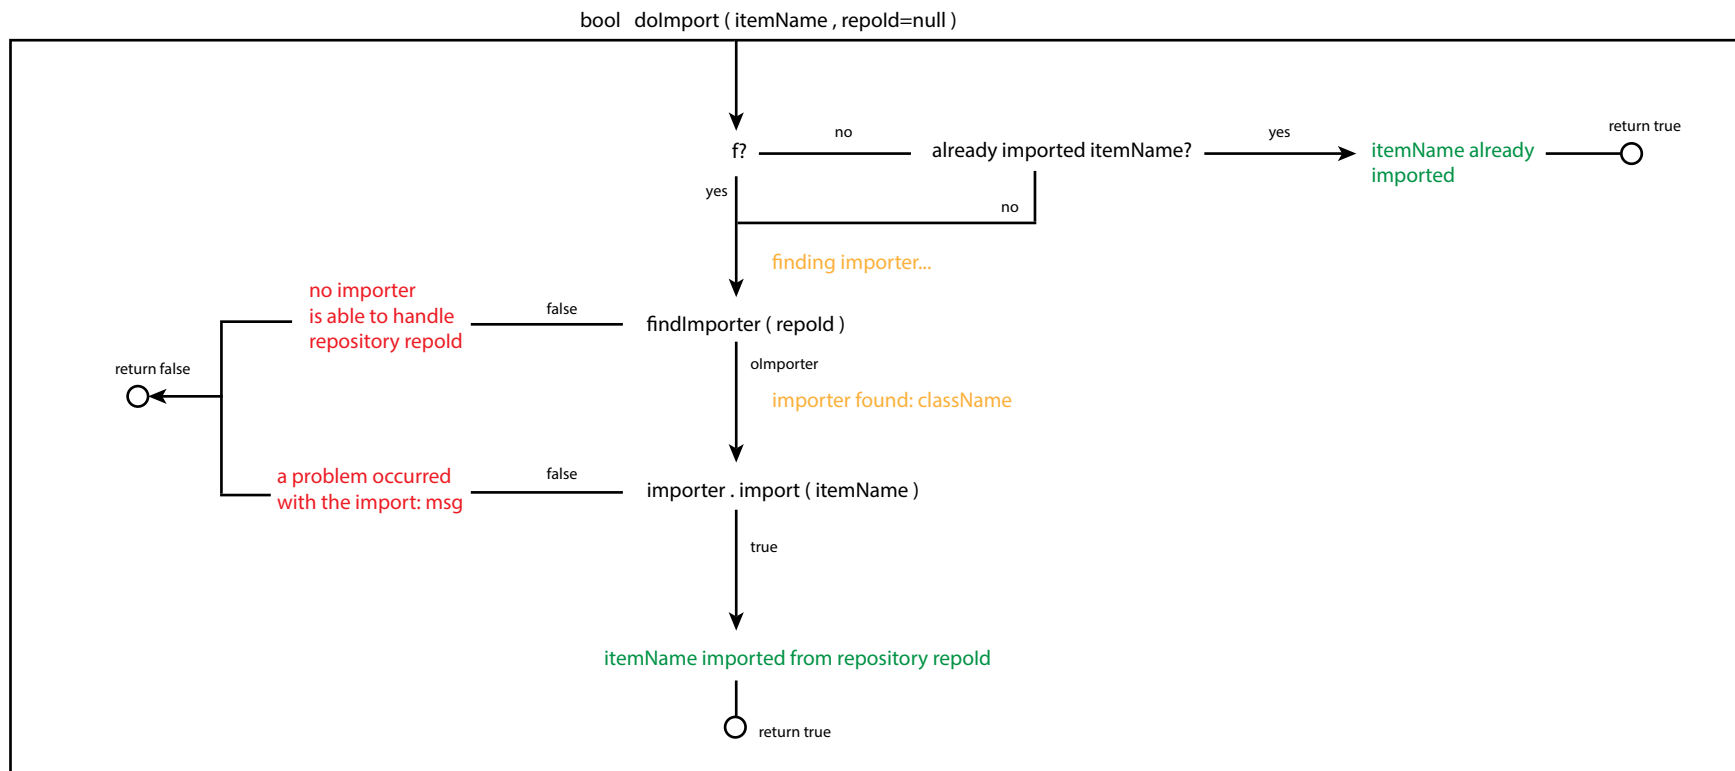 bool doImport ( itemName , repoId=null )
return true
no
yes
f?
already imported itemName?
itemName already
imported
yes
no
finding importer...
no importer
is able to handle
repository repoId
false
findImporter ( repoId )
return false
oImporter
importer found: className
a problem occurred
with the import: msg
false
importer . import ( itemName )
true
itemName imported from repository repoId
return true